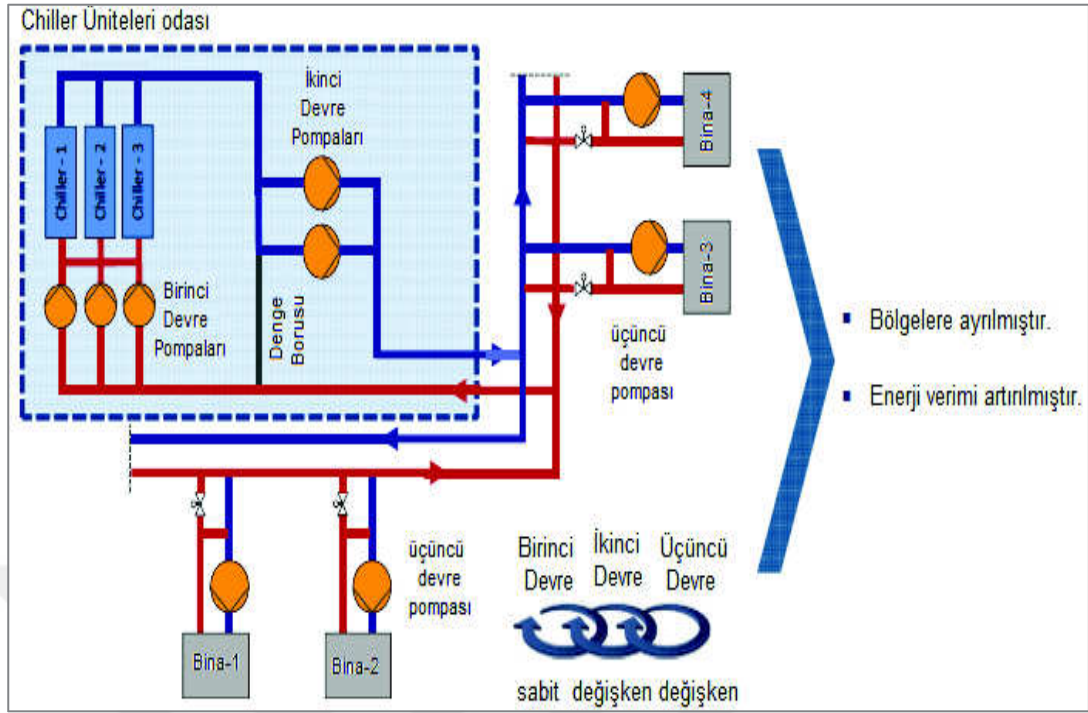 Chiller Üniteleri odası
İkinci
Devre
Pompaları
Chiller - 1
Chiller - 2
Chiller - 3
Birinci
Devre
Pompaları
Denge
Borusu
Bina-4
Bina-3
üçüncü
devre
pompası
▪ Bölgelere ayrılmıştır.
▪ Enerji verimi artırılmıştır.
üçüncü
devre
pompası
Bina-1
Bina-2
Birinci
Devre
İkinci
Devre
Üçüncü
Devre
sabit değişken değişken